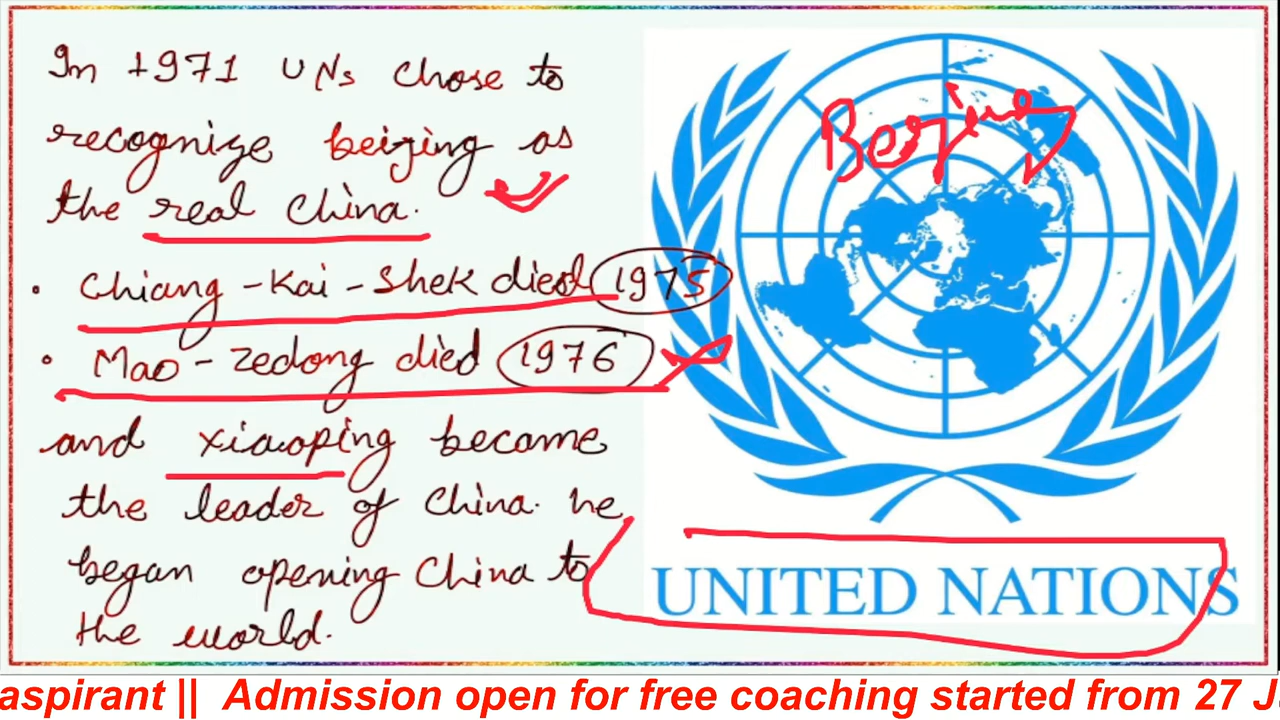 In 1971 UNs chose to
recognize beizing as
the real China.
• Chiang - Kai - Shek died 1975
• Mao - zedong died 1976
and xiaoping became
the leader of China. he
began opening China to
the world.
Beijing
UNITED NATIONS
aspirant || Admission open for free coaching started from 27 J